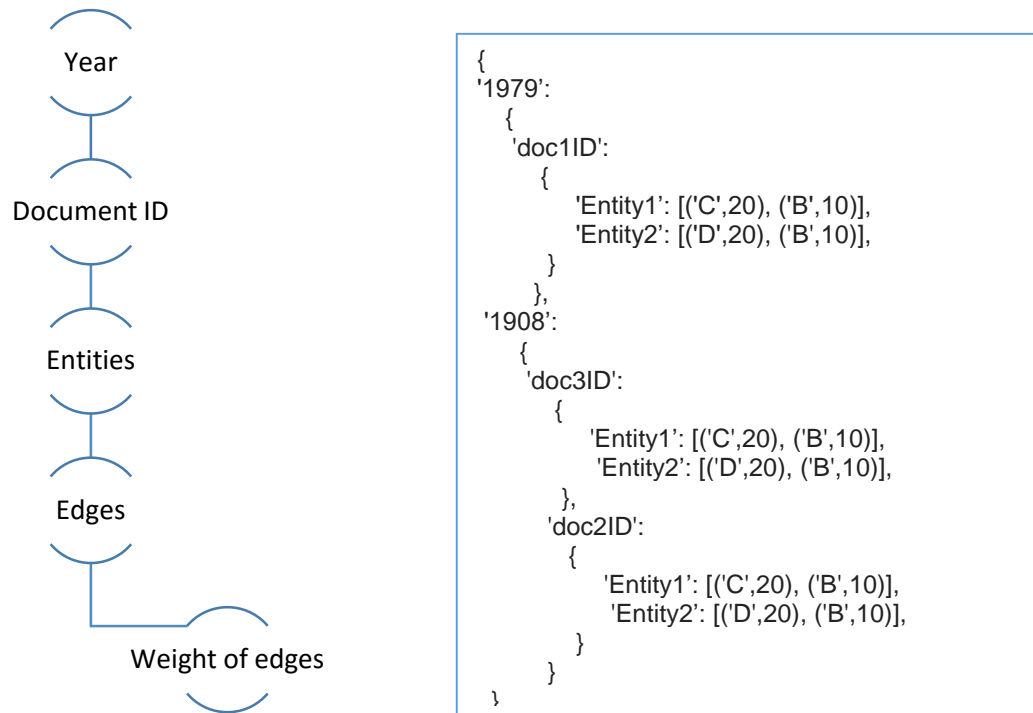 Year
Document ID
Entities
Edges
Weight of edges
{
'1979’:
{
'doc1ID':
{
'Entity1’: [('C',20), ('B',10)],
'Entity2’: [('D',20), ('B',10)],
}
},
'1908’:
{
'doc3ID':
{
'Entity1’: [('C',20), ('B',10)],
'Entity2’: [('D',20), ('B',10)],
},
'doc2ID':
{
'Entity1’: [('C',20), ('B',10)],
'Entity2’: [('D',20), ('B',10)],
}
}
}